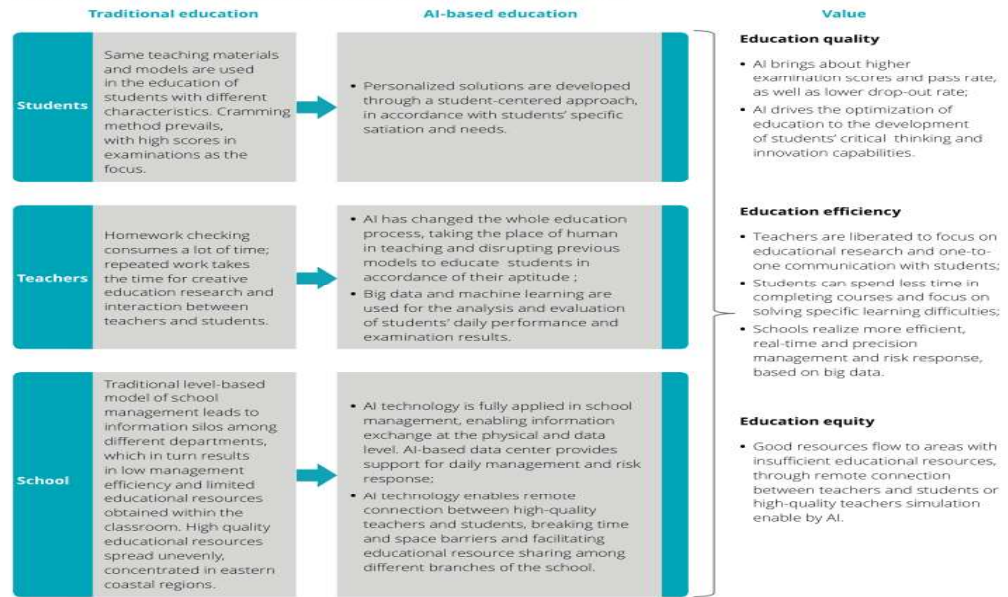 Traditional education
AI-based education
Value
Students
Same teaching materials
and models are used
in the education of
students with different
characteristics. Cramming
method prevails,
with high scores in
examinations as the
focus.
• Personalized solutions are developed
through a student-centered approach,
in accordance with students' specific
satiation and needs.
Teachers
Homework checking
consumes a lot of time;
repeated work takes
the time for creative
education research and
interaction between
teachers and students.
• AI has changed the whole education
process, taking the place of human
in teaching and disrupting previous
models to educate students in
accordance of their aptitude ;
• Big data and machine learning are
used for the analysis and evaluation
of students' daily performance and
examination results.
School
Traditional level-based
model of school
management leads to
information silos among
different departments,
which in turn results
in low management
efficiency and limited
educational resources
obtained within the
classroom. High quality
educational resources
spread unevenly,
concentrated in eastern
coastal regions.
• AI technology is fully applied in school
management, enabling information
exchange at the physical and data
level. AI-based data center provides
support for daily management and risk
response;
• AI technology enables remote
connection between high-quality
teachers and students, breaking time
and space barriers and facilitating
educational resource sharing among
different branches of the school.
Education quality
• AI brings about higher
examination scores and pass rate,
as well as lower drop-out rate;
• AI drives the optimization of
education to the development
of students' critical thinking and
innovation capabilities.
Education efficiency
• Teachers are liberated to focus on
educational research and one-to-
one communication with students;
• Students can spend less time in
completing courses and focus on
solving specific learning difficulties;
• Schools realize more efficient,
real-time and precision
management and risk response,
based on big data.
Education equity
• Good resources flow to areas with
insufficient educational resources,
through remote connection
between teachers and students or
high-quality teachers simulation
enable by AI.